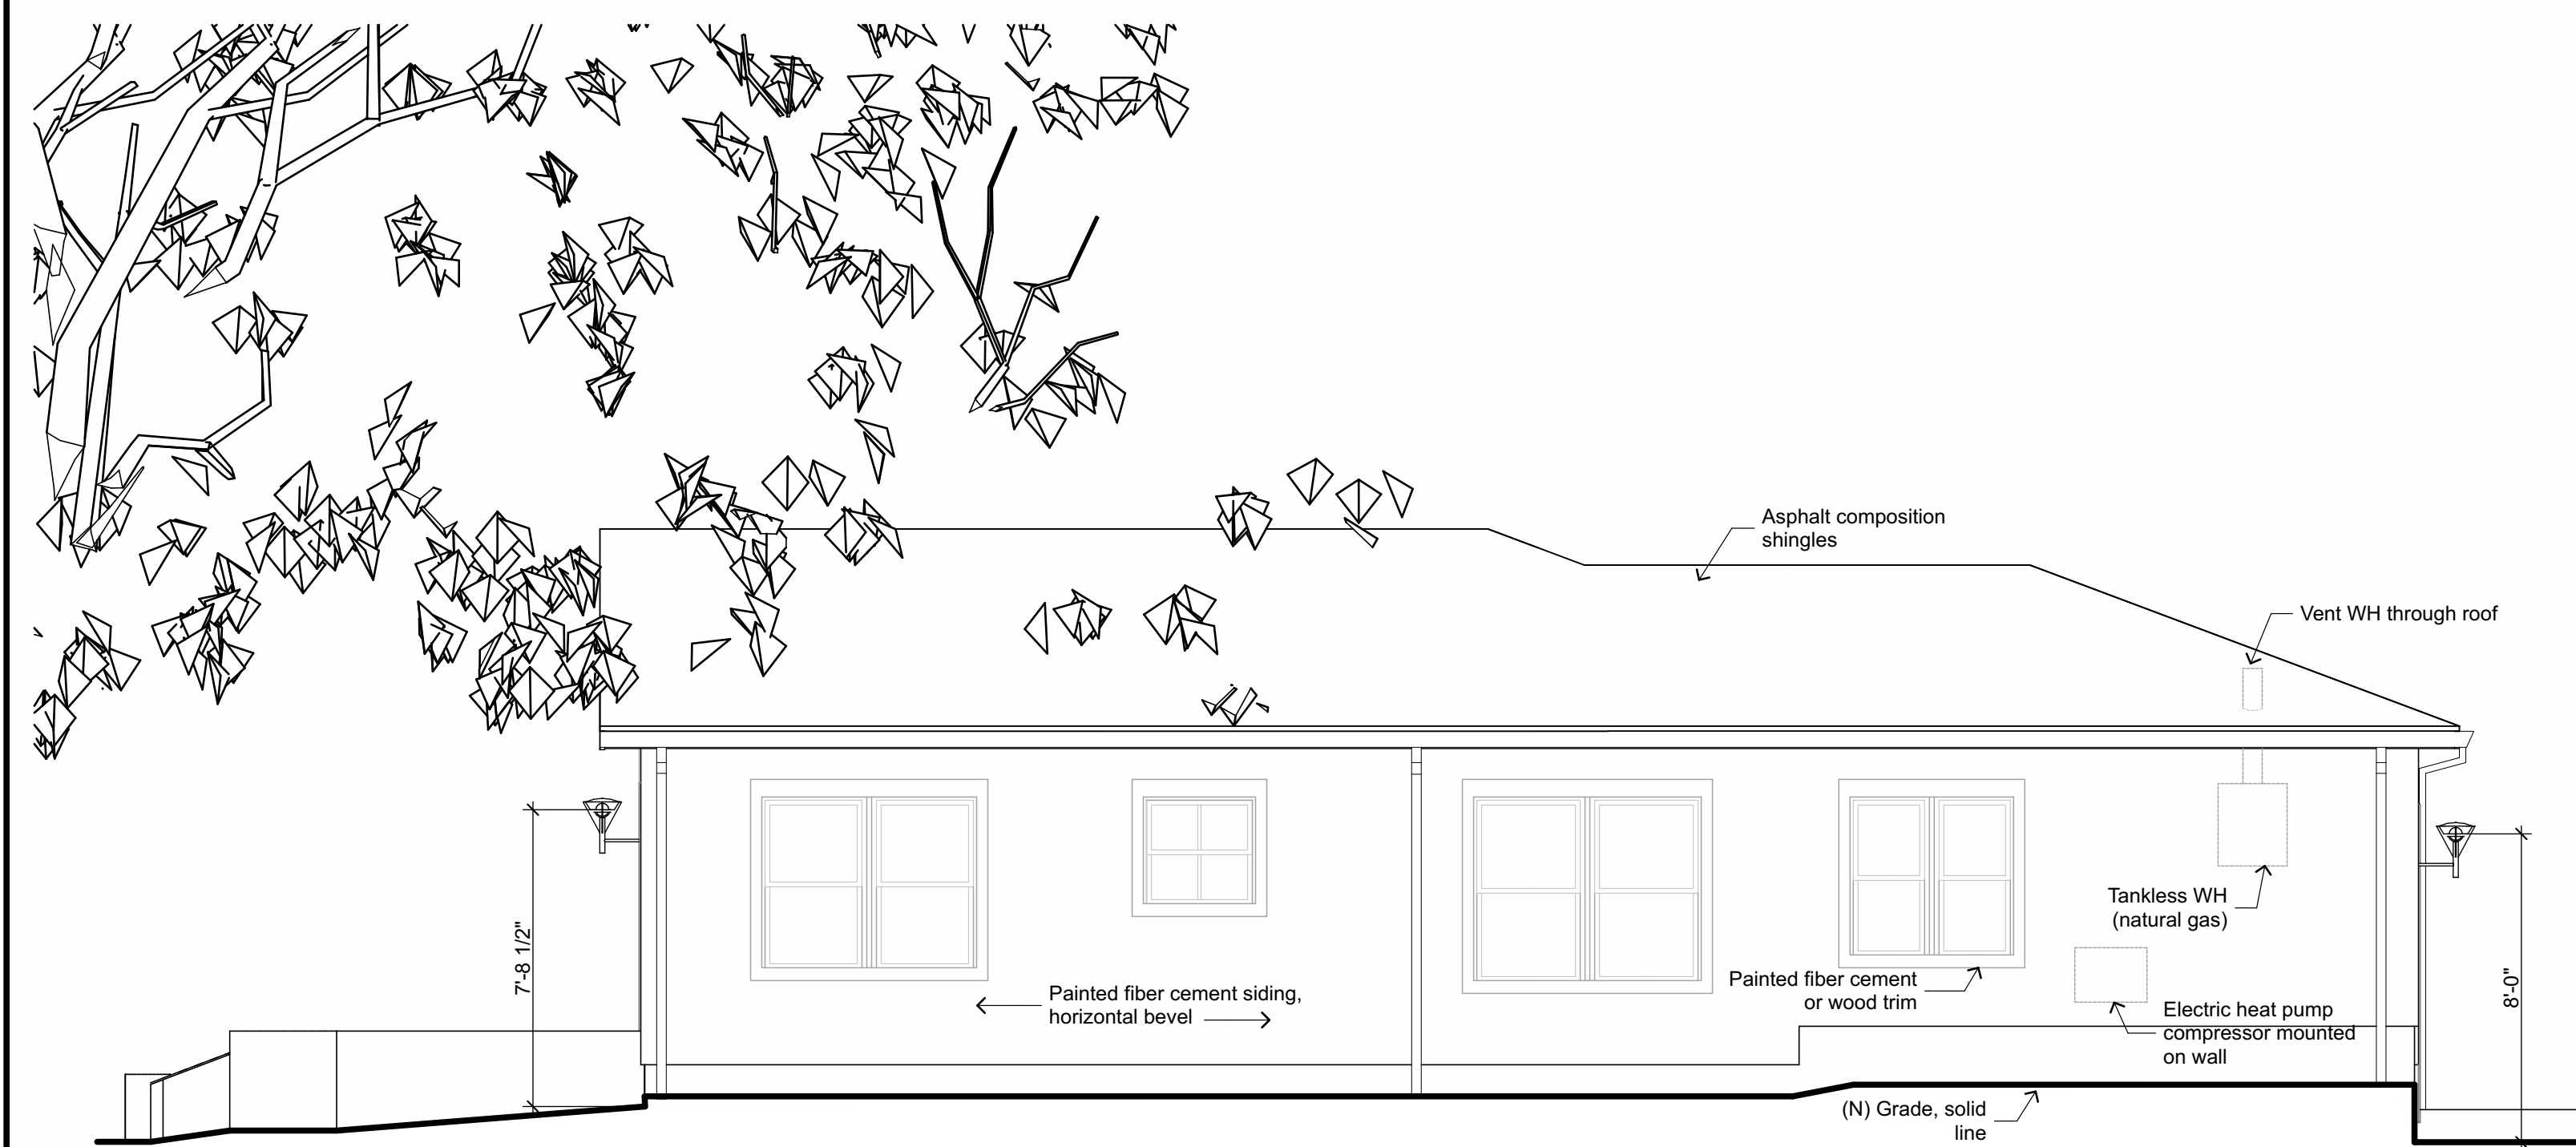 Asphalt composition
shingles
Vent WH through roof
Tankless WH
(natural gas)
7'-8 1/2"
8'-0"
Painted fiber cement siding,
horizontal bevel
Painted fiber cement
or wood trim
Electric heat pump
compressor mounted
on wall
(N) Grade, solid
line